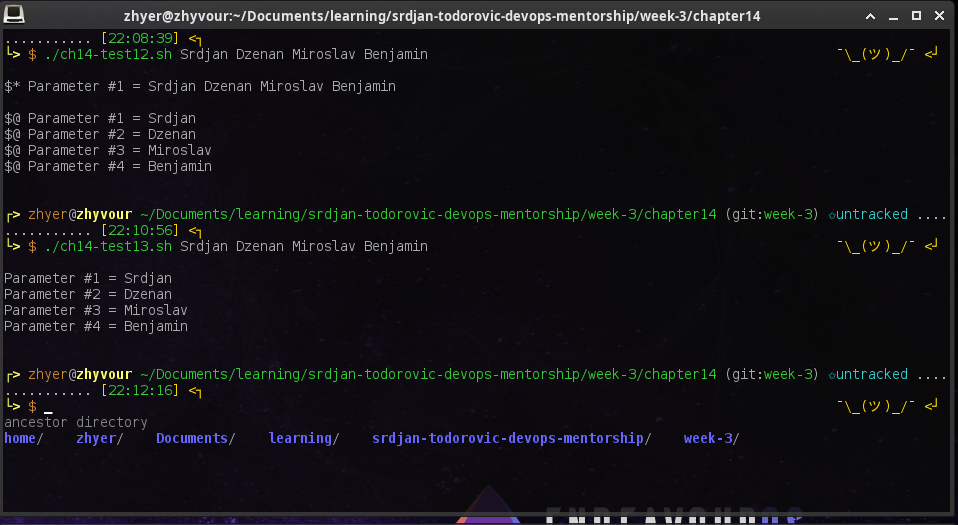 zhyer@zhyvour:~/Documents/learning/srdjan-todorovic-devops-mentorship/week-3/chapter14
........... [22:08:39] <┐
└> $ ./ch14-test12.sh Srdjan Dzenan Miroslav Benjamin ¯\_(ツ)_/¯ <┘
$* Parameter #1 = Srdjan Dzenan Miroslav Benjamin
$@ Parameter #1 = Srdjan
$@ Parameter #2 = Dzenan
$@ Parameter #3 = Miroslav
$@ Parameter #4 = Benjamin
┌> zhyer@zhyvour ~/Documents/learning/srdjan-todorovic-devops-mentorship/week-3/chapter14 (git:week-3) ✩untracked ....
........... [22:10:56] <┐
└> $ ./ch14-test13.sh Srdjan Dzenan Miroslav Benjamin ¯\_(ツ)_/¯ <┘
Parameter #1 = Srdjan
Parameter #2 = Dzenan
Parameter #3 = Miroslav
Parameter #4 = Benjamin
┌> zhyer@zhyvour ~/Documents/learning/srdjan-todorovic-devops-mentorship/week-3/chapter14 (git:week-3) ✩untracked ....
........... [22:12:16] <┐
└> $ _ ¯\_(ツ)_/¯ <┘
ancestor directory
home/ zhyer/ Documents/ learning/ srdjan-todorovic-devops-mentorship/ week-3/
ENDEAVOUROS